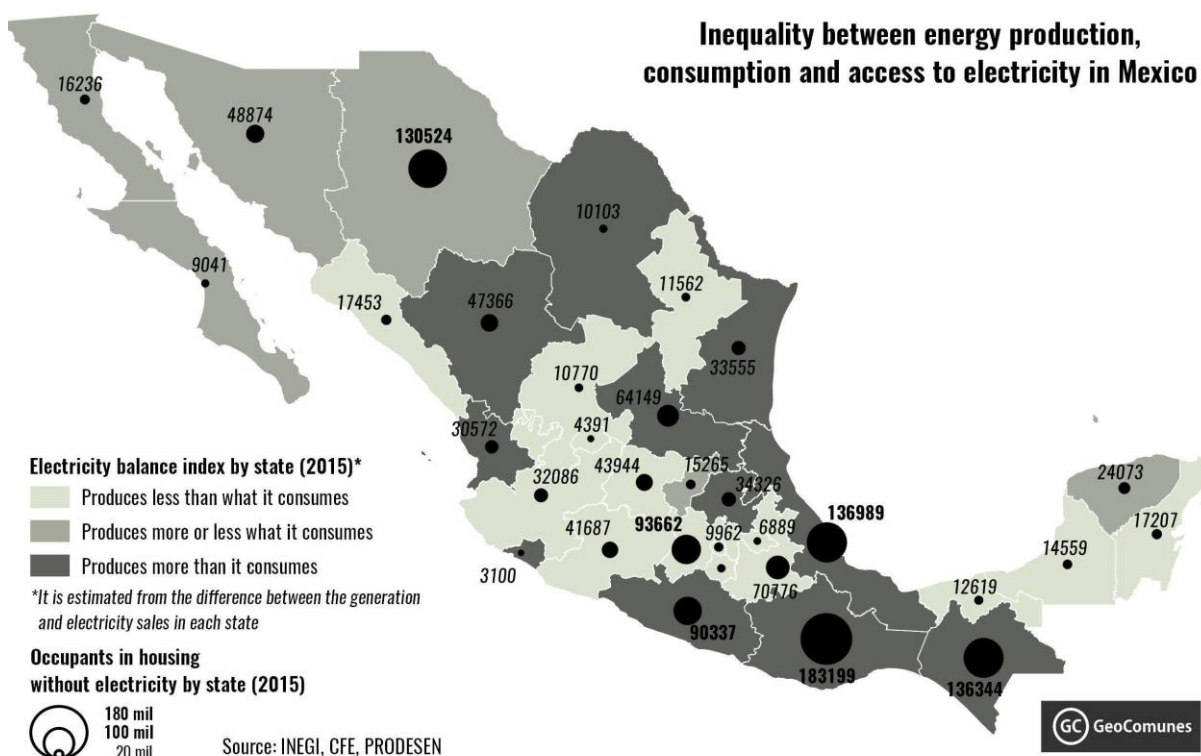 Inequality between energy production,
consumption and access to electricity in Mexico
16236
48874
130524
10103
9041
11562
17453
47366
33555
10770
64149
4391
30572
43944
15265
34326
32086
24073
136989
41687
93662
9962
6889
17207
14559
3100
70776
12619
90337
183199
136344
Electricity balance index by state (2015)*
Produces less than what it consumes
Produces more or less what it consumes
Produces more than it consumes
*It is estimated from the difference between the generation
and electricity sales in each state
Occupants in housing
without electricity by state (2015)
180 mil
100 mil
20 mil
Source: INEGI, CFE, PRODESEN
GC GeoComunes